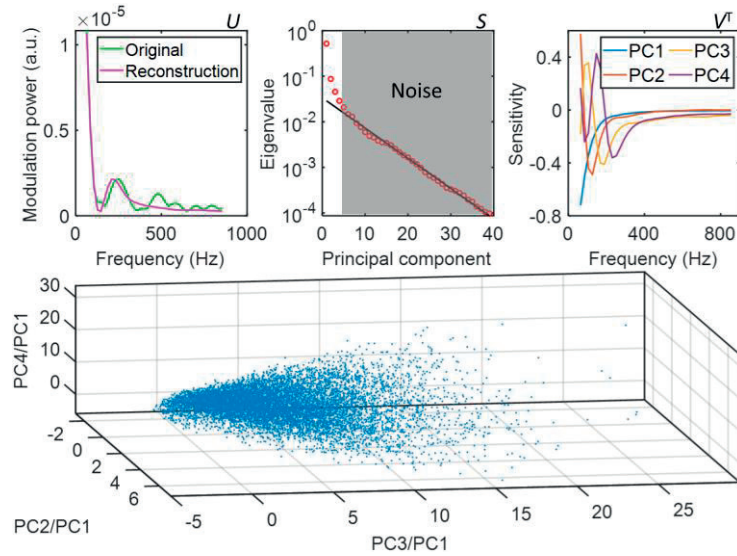 ×10⁻⁵
U
1
0.5
0
Modulation power (a.u.)
Original
Reconstruction
0
500
1000
Frequency (Hz)
S
10⁰
10⁻¹
10⁻²
10⁻³
10⁻⁴
Eigenvalue
Noise
0
10
20
30
40
Principal component
Vᵀ
0.4
0
-0.4
-0.8
Sensitivity
PC1
PC3
PC2
PC4
0
400
800
Frequency (Hz)
30
20
10
0
PC4/PC1
-2
0
2
4
6
PC2/PC1
-5
0
5
10
15
20
25
PC3/PC1